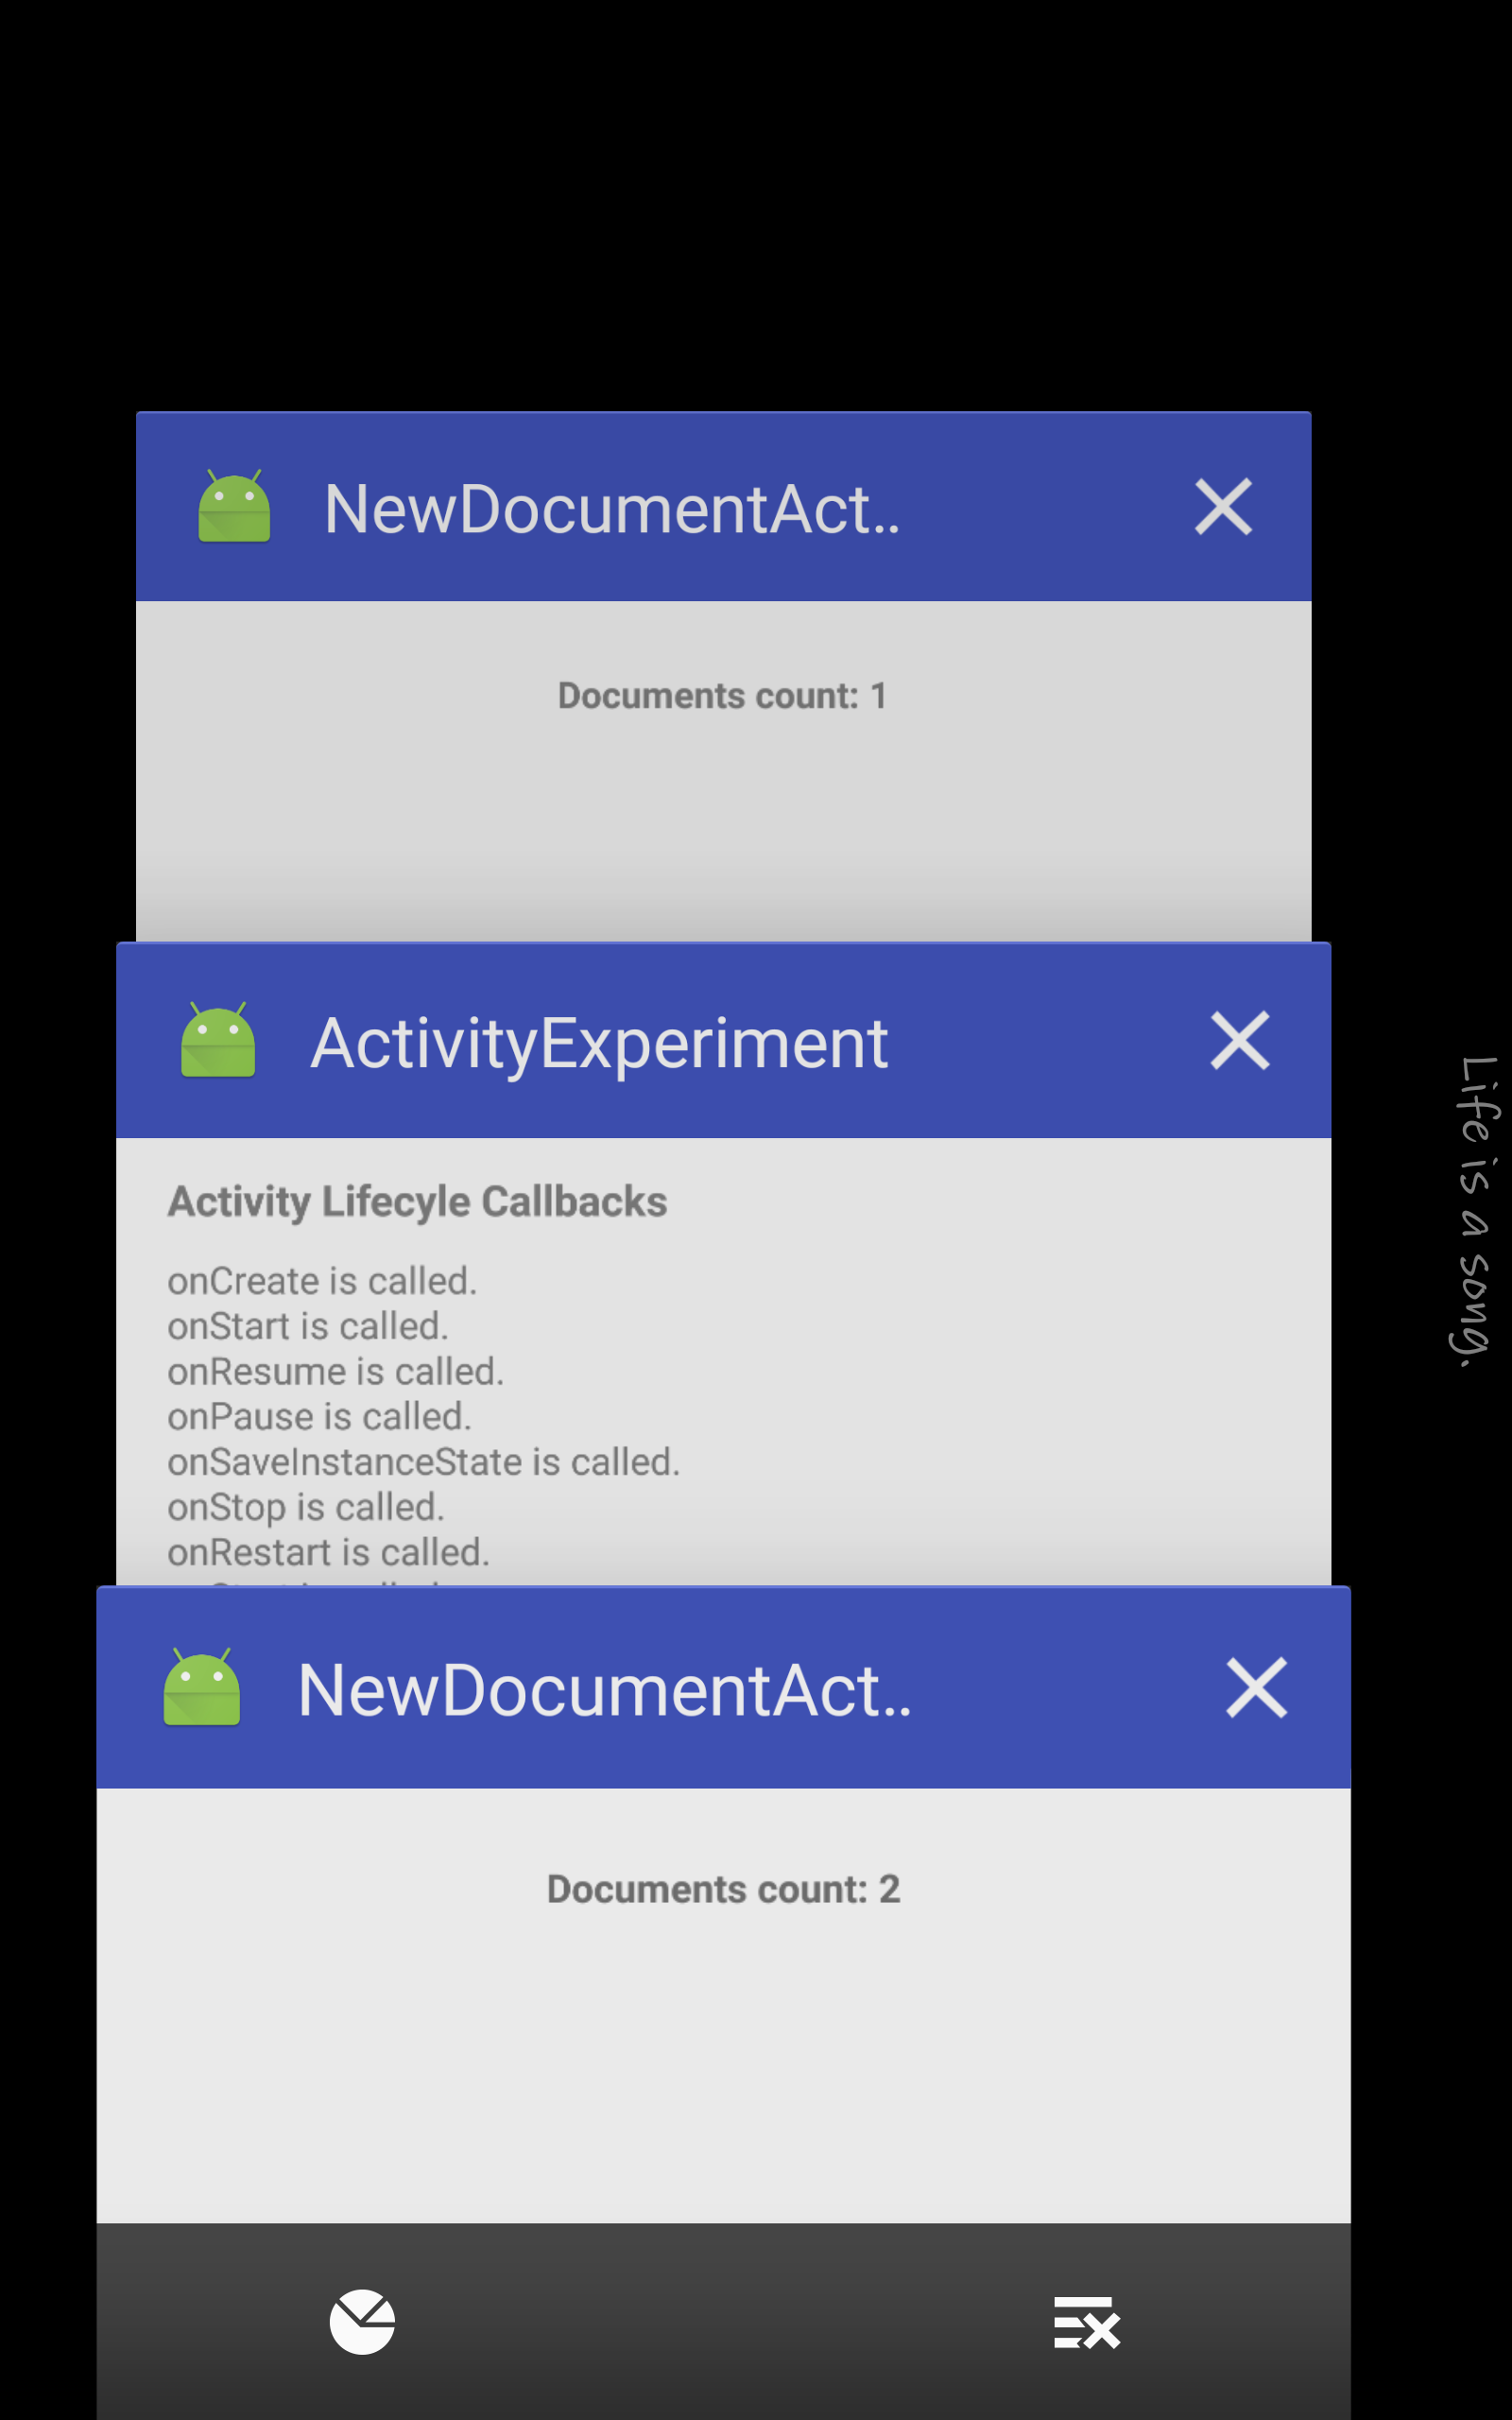 NewDocumentAct..
Documents count: 1
ActivityExperiment
Activity Lifecyle Callbacks
onCreate is called.
onStart is called.
onResume is called.
onPause is called.
onSaveInstanceState is called.
onStop is called.
onRestart is called.
NewDocumentAct..
Documents count: 2
Life is a song.